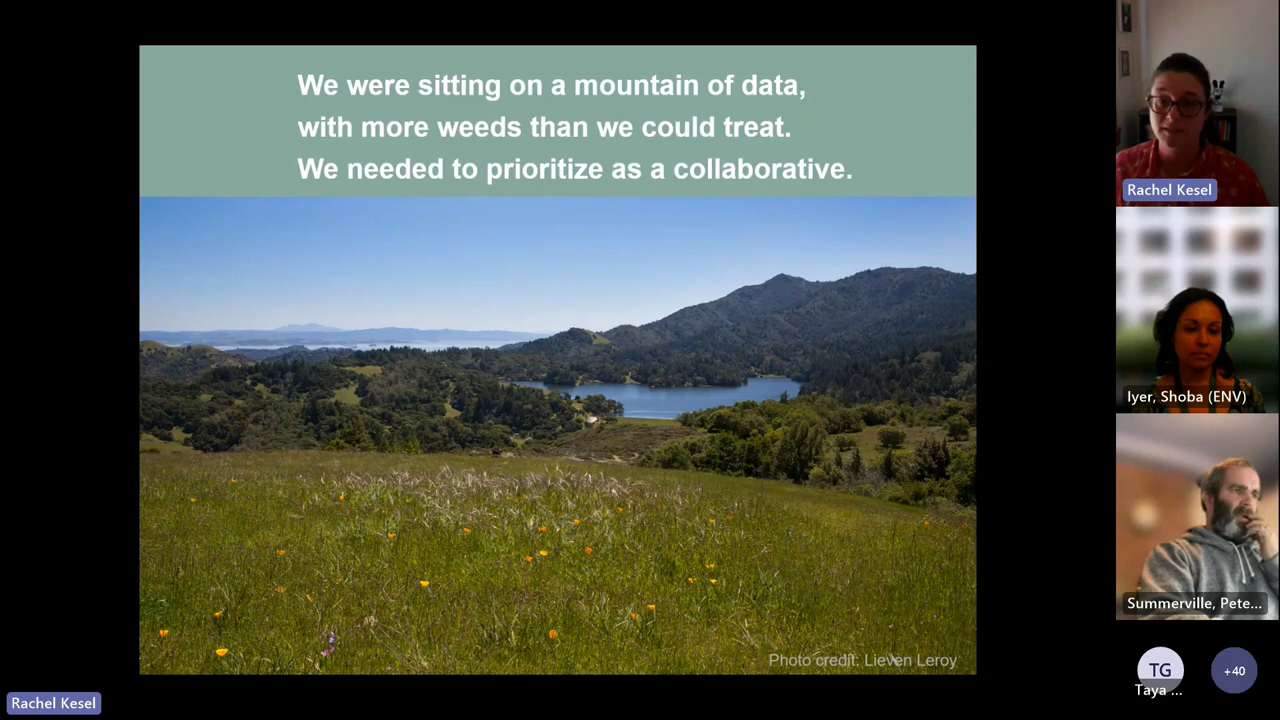 We were sitting on a mountain of data,
with more weeds than we could treat.
We needed to prioritize as a collaborative.
Photo credit: Lieven Leroy
Rachel Kesel
Iyer, Shoba (ENV)
Summerville, Pete...
TG
Taya ...
+40
Rachel Kesel